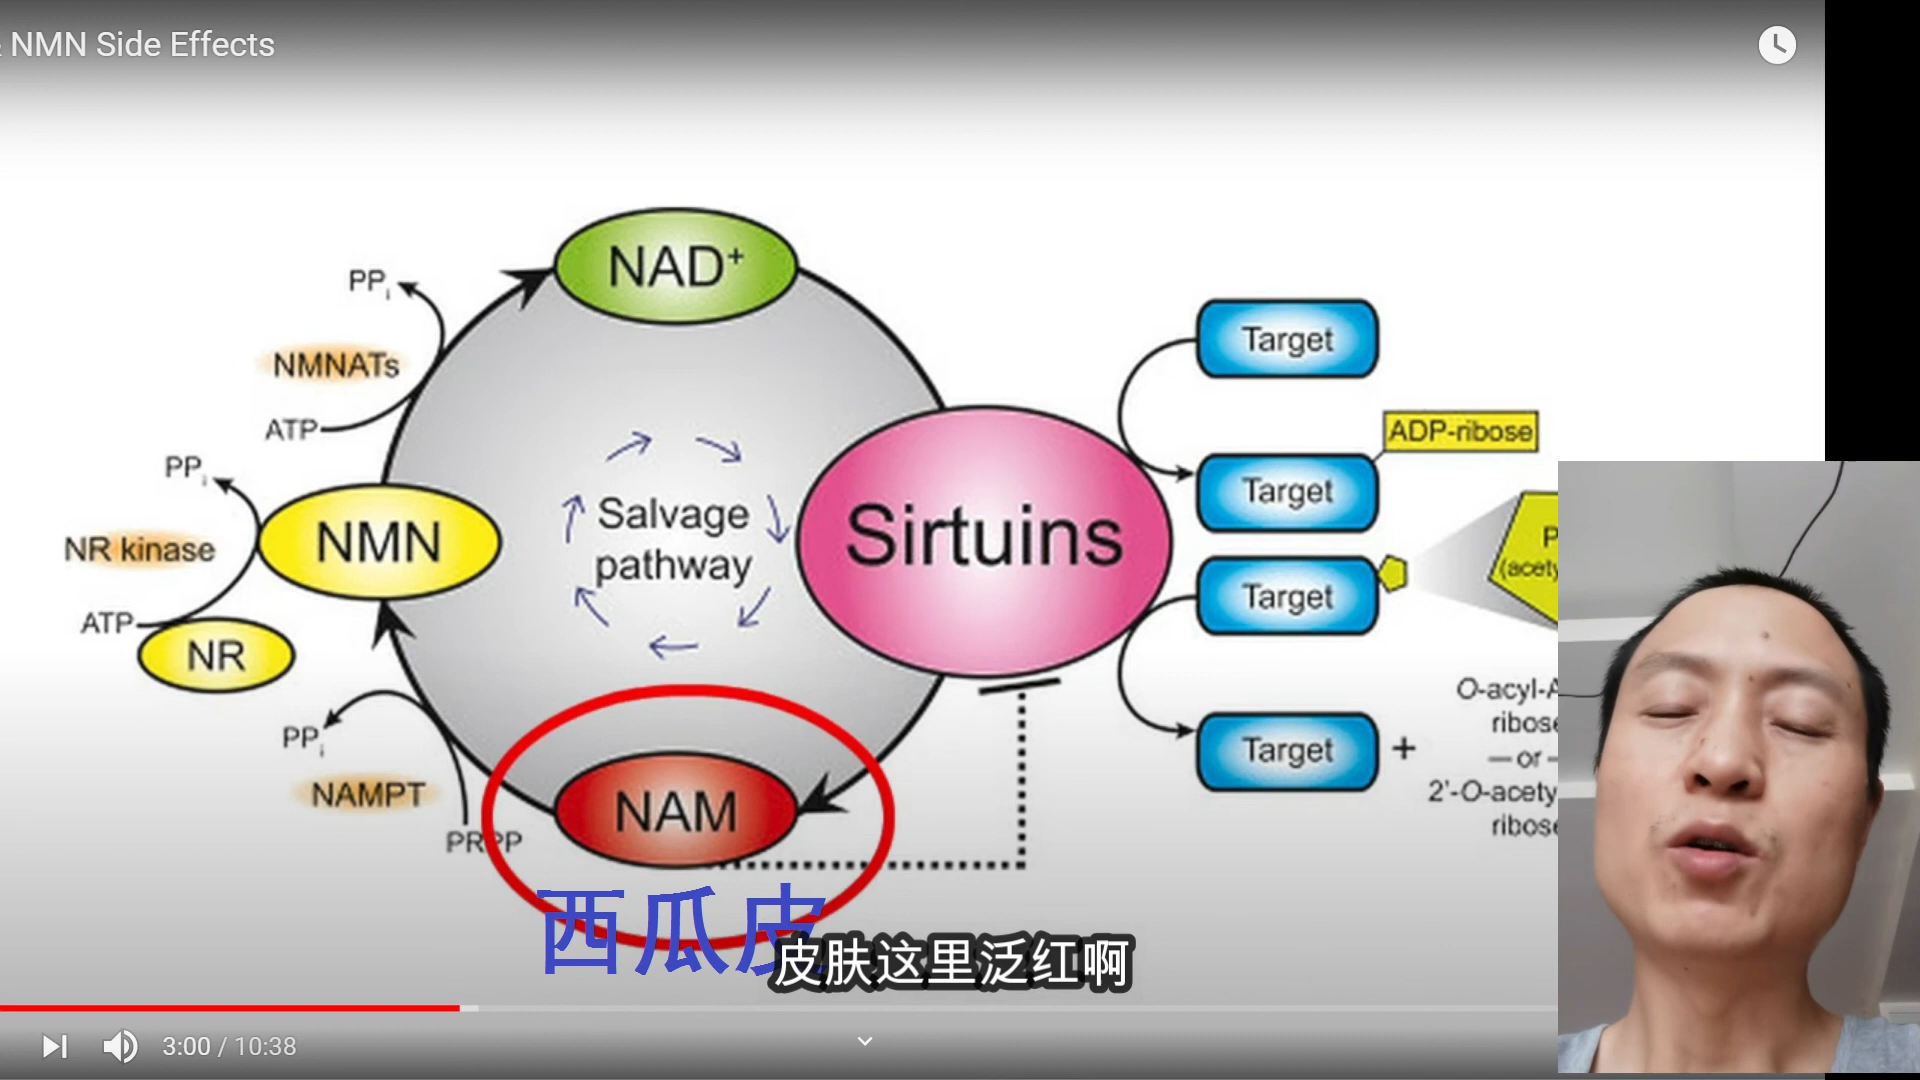 NMN Side Effects
NAD+
PPi
NMNATs
ATP
Target
ADP-ribose
PPi
Target
Salvage
pathway
Sirtuins
NMN
NR kinase
Target
P
(acety
ATP
NR
PPi
O-acyl-A
ribose
—or–
2'-O-acety
ribose
Target +
NAMPT
NAM
PRPP
西瓜皮
皮肤这里泛红啊
3:00 / 10:38